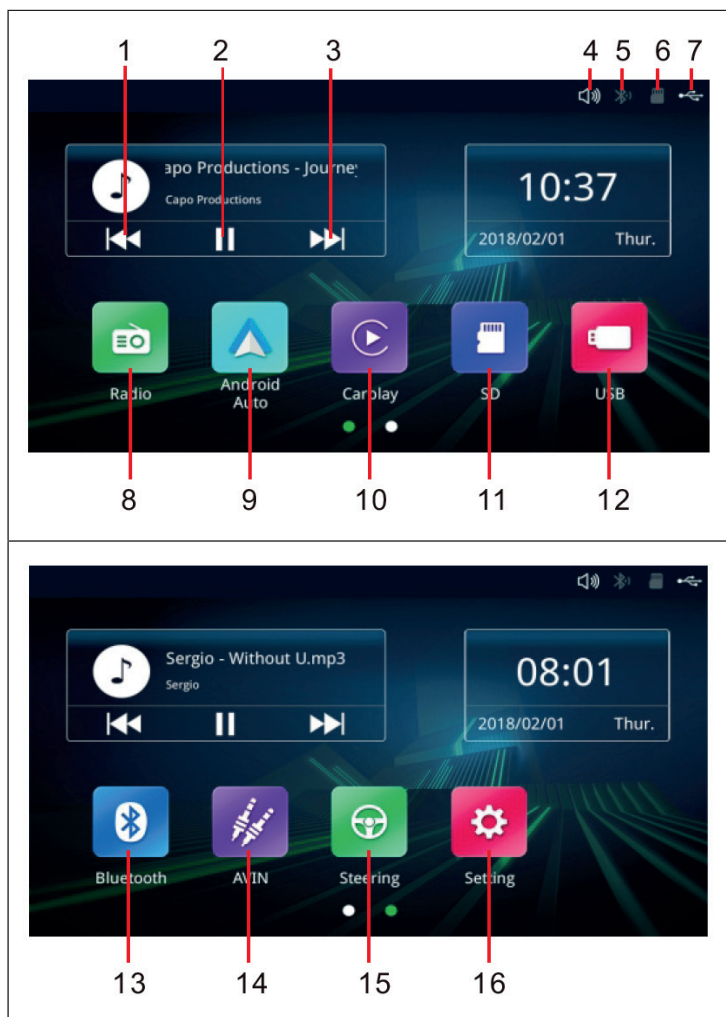 1 2 3 4 5 6 7
apo Productions - Journey
Capo Productions
10:37
2018/02/01 Thur.
Radio
Android
Auto
Carplay
SD
USB
8 9 10 11 12
Sergio - Without U.mp3
Sergio
08:01
2018/02/01 Thur.
Bluetooth
AVIN
Steering
Setting
13 14 15 16